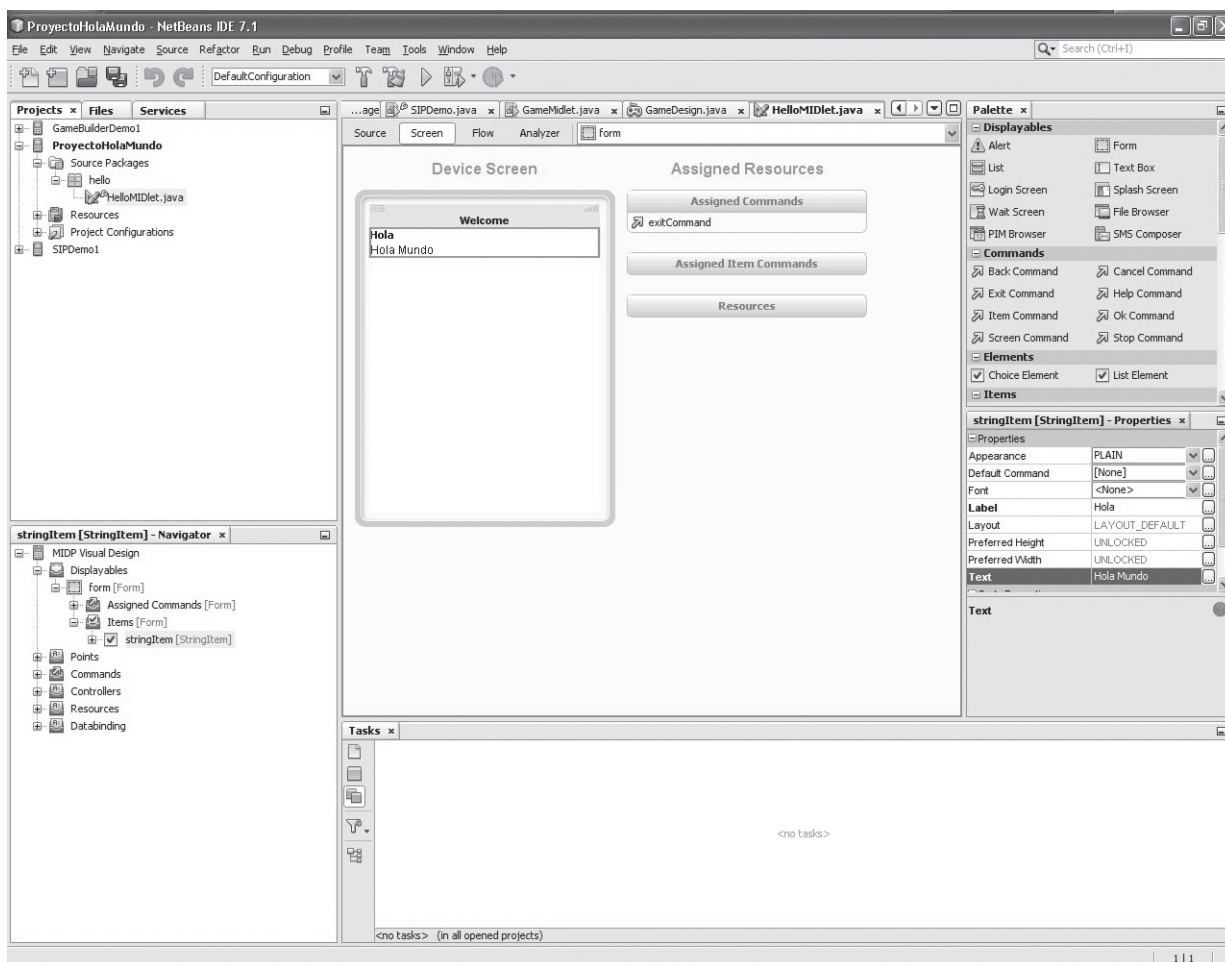 ProyectoHolaMundo - NetBeans IDE 7.1
File Edit View Navigate Source Refactor Run Debug Profile Team Tools Window Help
Search (Ctrl+I)
DefaultConfiguration
Projects Files Services
GameBuilderDemo1
ProyectoHolaMundo
Source Packages
hello
HelloMIDlet.java
Resources
Project Configurations
SIPDemo1
...age SIPDemo.java GameMidlet.java GameDesign.java HelloMIDlet.java
Source Screen Flow Analyzer form
Device Screen
Welcome
Hola
Hola Mundo
Assigned Resources
Assigned Commands
exitCommand
Assigned Item Commands
Resources
Palette
Displayables
Alert Form
List Text Box
Login Screen Splash Screen
Wait Screen File Browser
PIM Browser SMS Composer
Commands
Back Command Cancel Command
Exit Command Help Command
Item Command Ok Command
Screen Command Stop Command
Elements
Choice Element List Element
Items
stringItem [StringItem] - Properties
Properties
Appearance PLAIN
Default Command [None]
Font <None>
Label Hola
Layout LAYOUT_DEFAULT
Preferred Height UNLOCKED
Preferred Width UNLOCKED
Text Hola Mundo
Text
stringItem [StringItem] - Navigator
MIDP Visual Design
Displayables
form [Form]
Assigned Commands [Form]
Items [Form]
stringItem [StringItem]
Points
Commands
Controllers
Resources
Databinding
Tasks
<no tasks>
<no tasks> (in all opened projects)
1|1